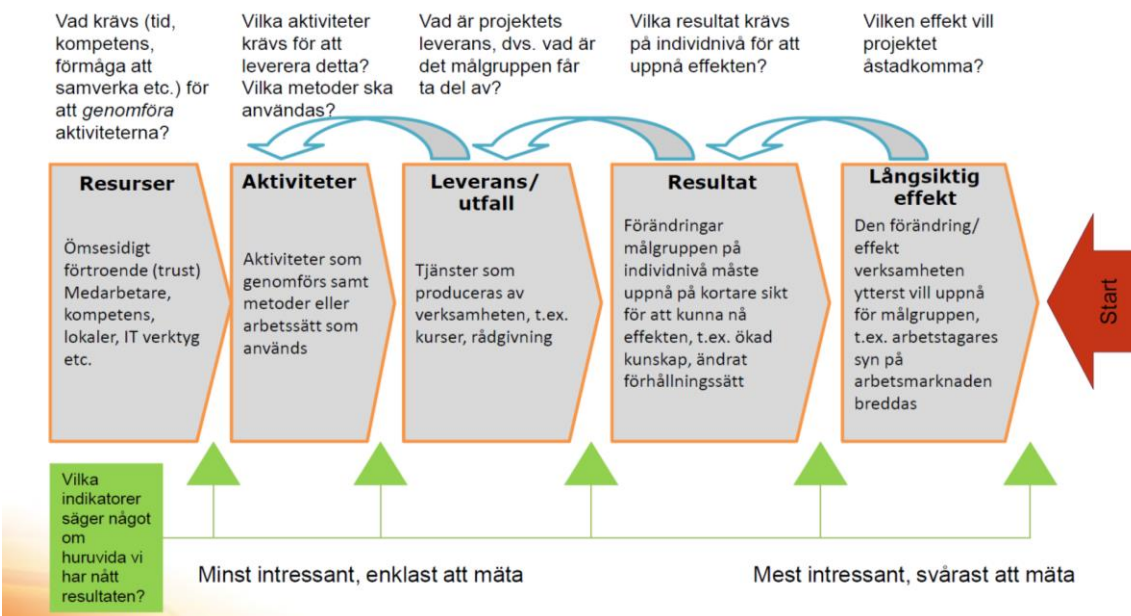 Vad krävs (tid,
kompetens,
förmåga att
samverka etc.) för
att genomföra
aktiviteterna?
Vilka aktiviteter
krävs för att
leverera detta?
Vilka metoder ska
användas?
Vad är projektets
leverans, dvs. vad är
det målgruppen får
ta del av?
Vilka resultat krävs
på individnivå för att
uppnå effekten?
Vilken effekt vill
projektet
åstadkomma?
Resurser
Ömsesidigt
förtroende (trust)
Medarbetare,
kompetens,
lokaler, IT verktyg
etc.
Aktiviteter
Aktiviteter som
genomförs samt
metoder eller
arbetssätt som
används
Leverans/
utfall
Tjänster som
produceras av
verksamheten, t.ex.
kurser, rådgivning
Resultat
Förändringar
målgruppen på
individnivå måste
uppnå på kortare sikt
för att kunna nå
effekten, t.ex. ökad
kunskap, ändrat
förhållningssätt
Långsiktig
effekt
Den förändring/
effekt
verksamheten
ytterst vill uppnå
för målgruppen,
t.ex. arbetstagares
syn på
arbetsmarknaden
breddas
Start
Vilka
indikatorer
säger något
om
huruvida vi
har nått
resultaten?
Minst intressant, enklast att mäta
Mest intressant, svårast att mäta